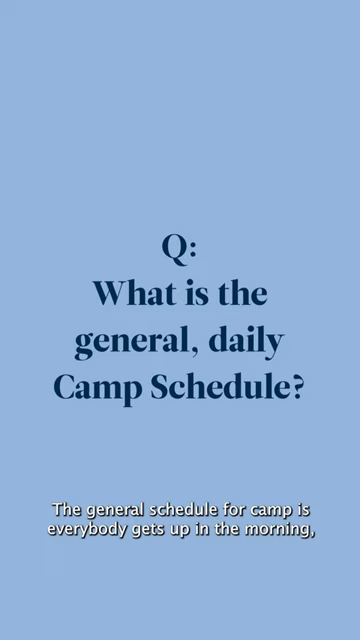 Q:
What is the
general, daily
Camp Schedule?
The general schedule for camp is
everybody gets up in the morning,